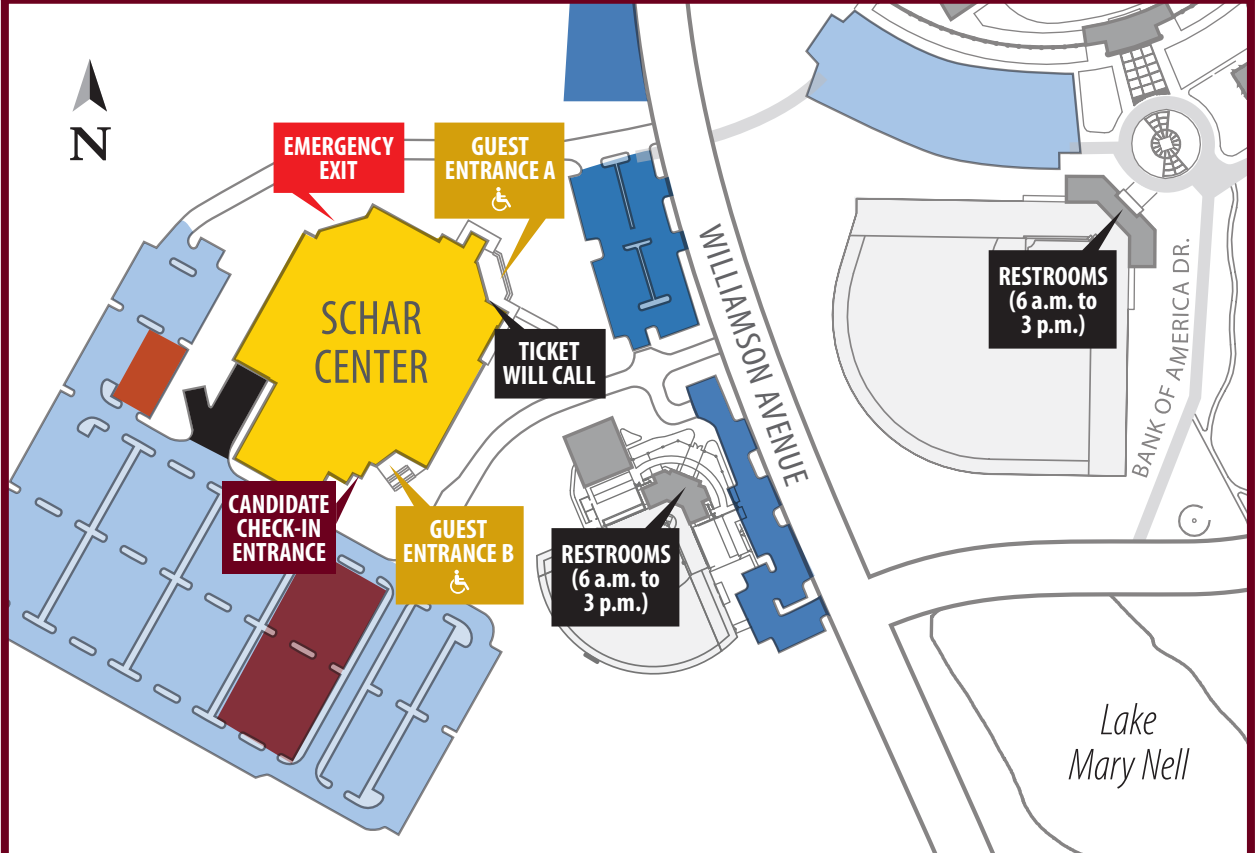 N
EMERGENCY
EXIT
GUEST
ENTRANCE A
SCHAR
CENTER
TICKET
WILL CALL
WILLIAMSON AVENUE
RESTROOMS
(6 a.m. to
3 p.m.)
BANK OF AMERICA DR.
CANDIDATE
CHECK-IN
ENTRANCE
GUEST
ENTRANCE B
RESTROOMS
(6 a.m. to
3 p.m.)
Lake
Mary Nell